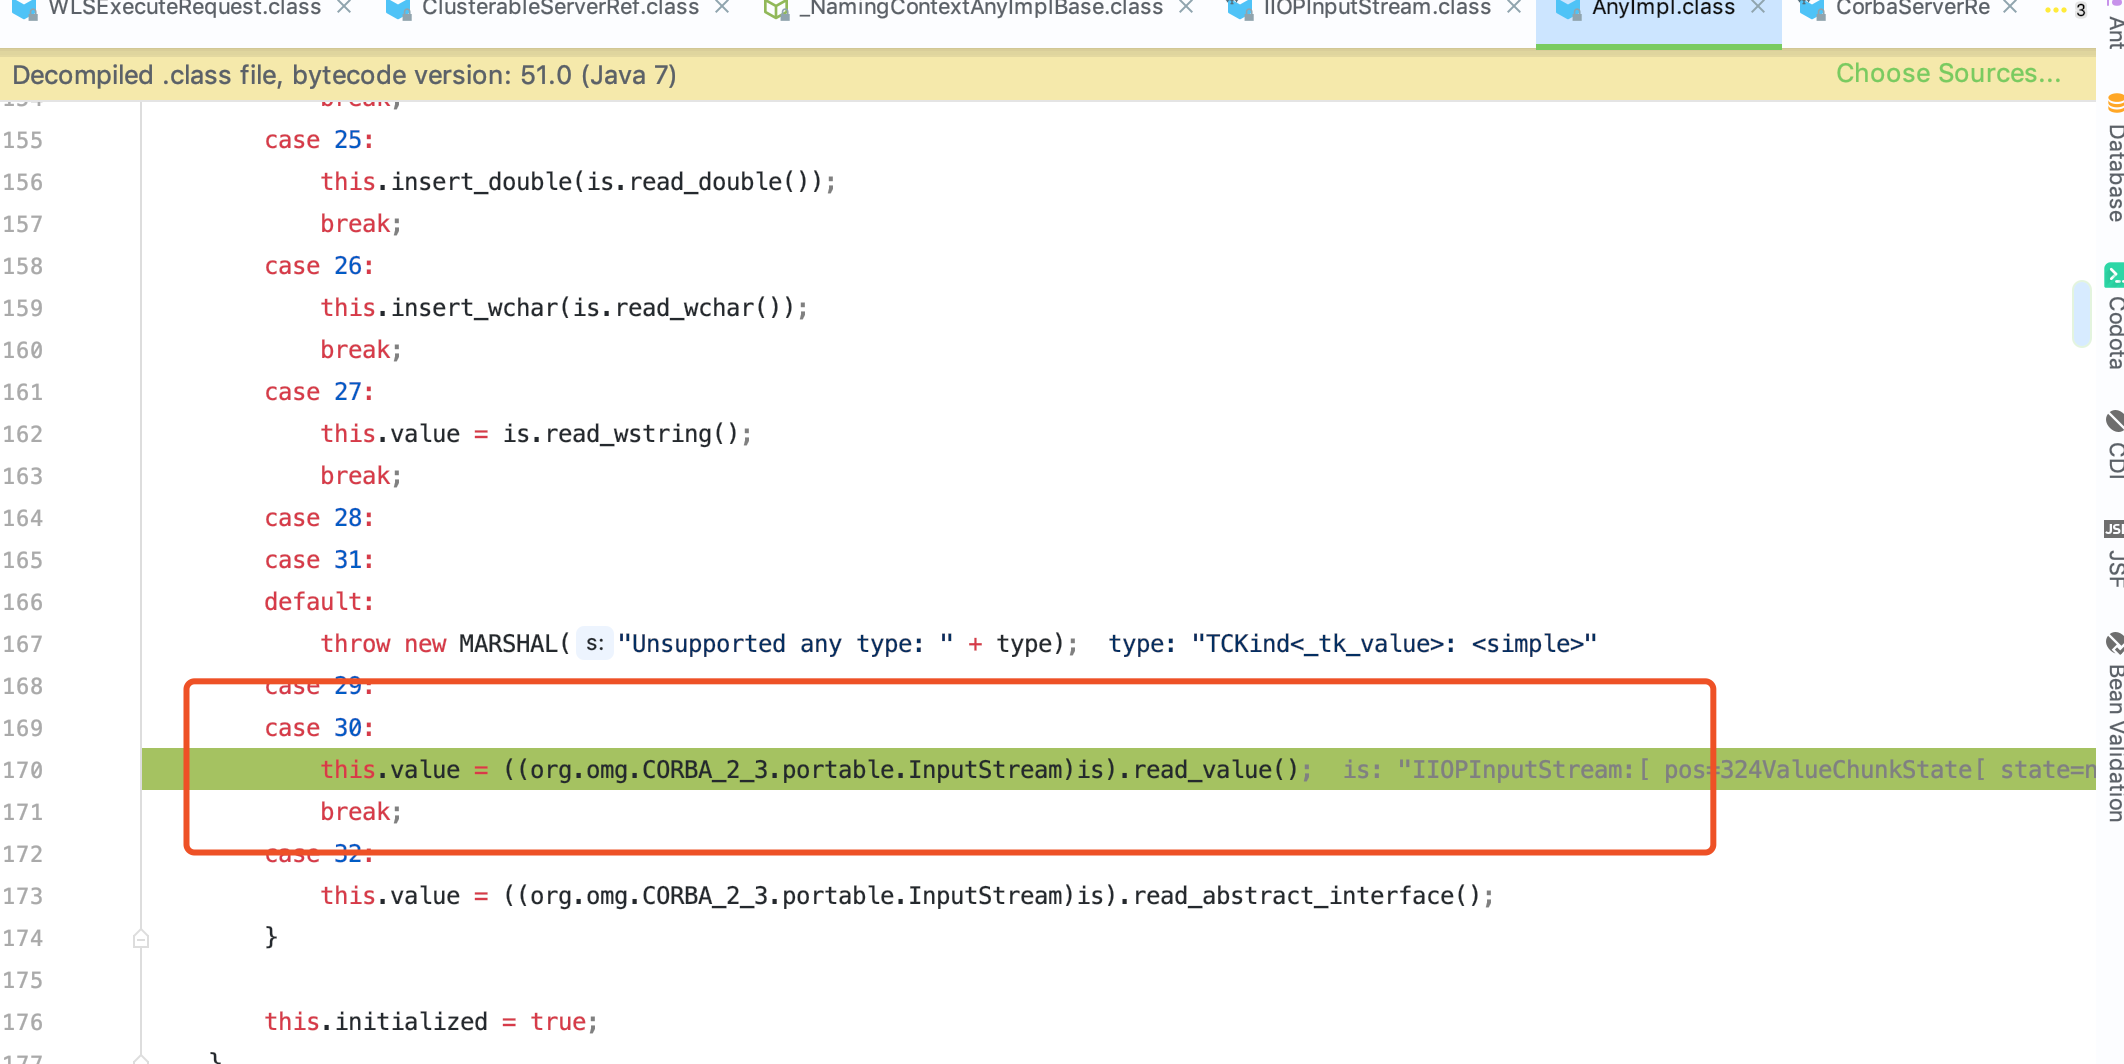 WLSExecuteRequest.class
ClusterableServerRef.class
_NamingContextAnyImplBase.class
IIOPInputStream.class
AnyImpl.class
CorbaServerRe
3
Decompiled .class file, bytecode version: 51.0 (Java 7)
Choose Sources...
154 break;
155 case 25:
156 this.insert_double(is.read_double());
157 break;
158 case 26:
159 this.insert_wchar(is.read_wchar());
160 break;
161 case 27:
162 this.value = is.read_wstring();
163 break;
164 case 28:
165 case 31:
166 default:
167 throw new MARSHAL( s: "Unsupported any type: " + type); type: "TCKind<_tk_value>: <simple>"
168 case 29:
169 case 30:
170 this.value = ((org.omg.CORBA_2_3.portable.InputStream)is).read_value(); is: "IIOPInputStream:[ pos=324ValueChunkState[ state=n
171 break;
172 case 32:
173 this.value = ((org.omg.CORBA_2_3.portable.InputStream)is).read_abstract_interface();
174 }
175
176 this.initialized = true;
177 }
Ant
Database
Codota
CDI
JSF
Bean Validation